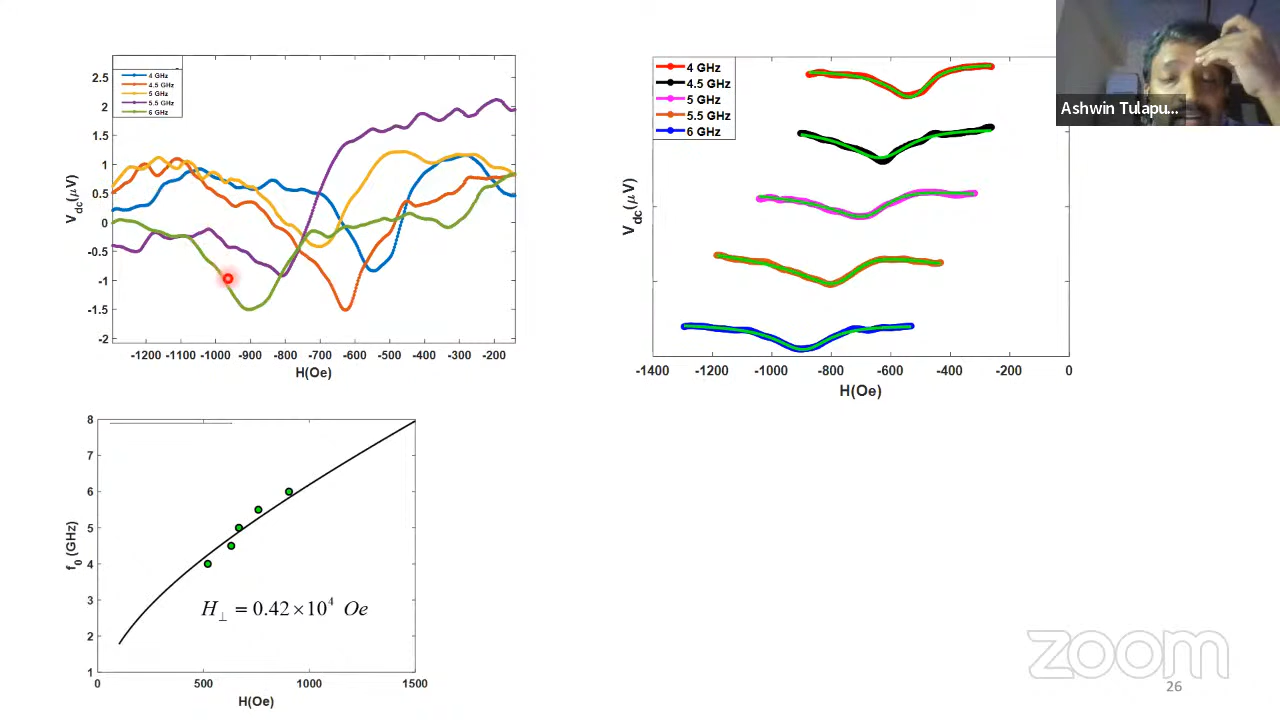 4 GHz
4.5 GHz
5 GHz
5.5 GHz
6 GHz
2.5
2
1.5
1
0.5
0
-0.5
-1
-1.5
-2
V_dc(μV)
-1200 -1100 -1000 -900 -800 -700 -600 -500 -400 -300 -200
H(Oe)
4 GHz
4.5 GHz
5 GHz
5.5 GHz
6 GHz
V_dc(μV)
-1400 -1200 -1000 -800 -600 -400 -200 0
H(Oe)
Ashwin Tulapu...
8
7
6
5
4
3
2
1
f_0 (GHz)
H_⊥ = 0.42×10^4 Oe
0 500 1000 1500
H(Oe)
zoom
26